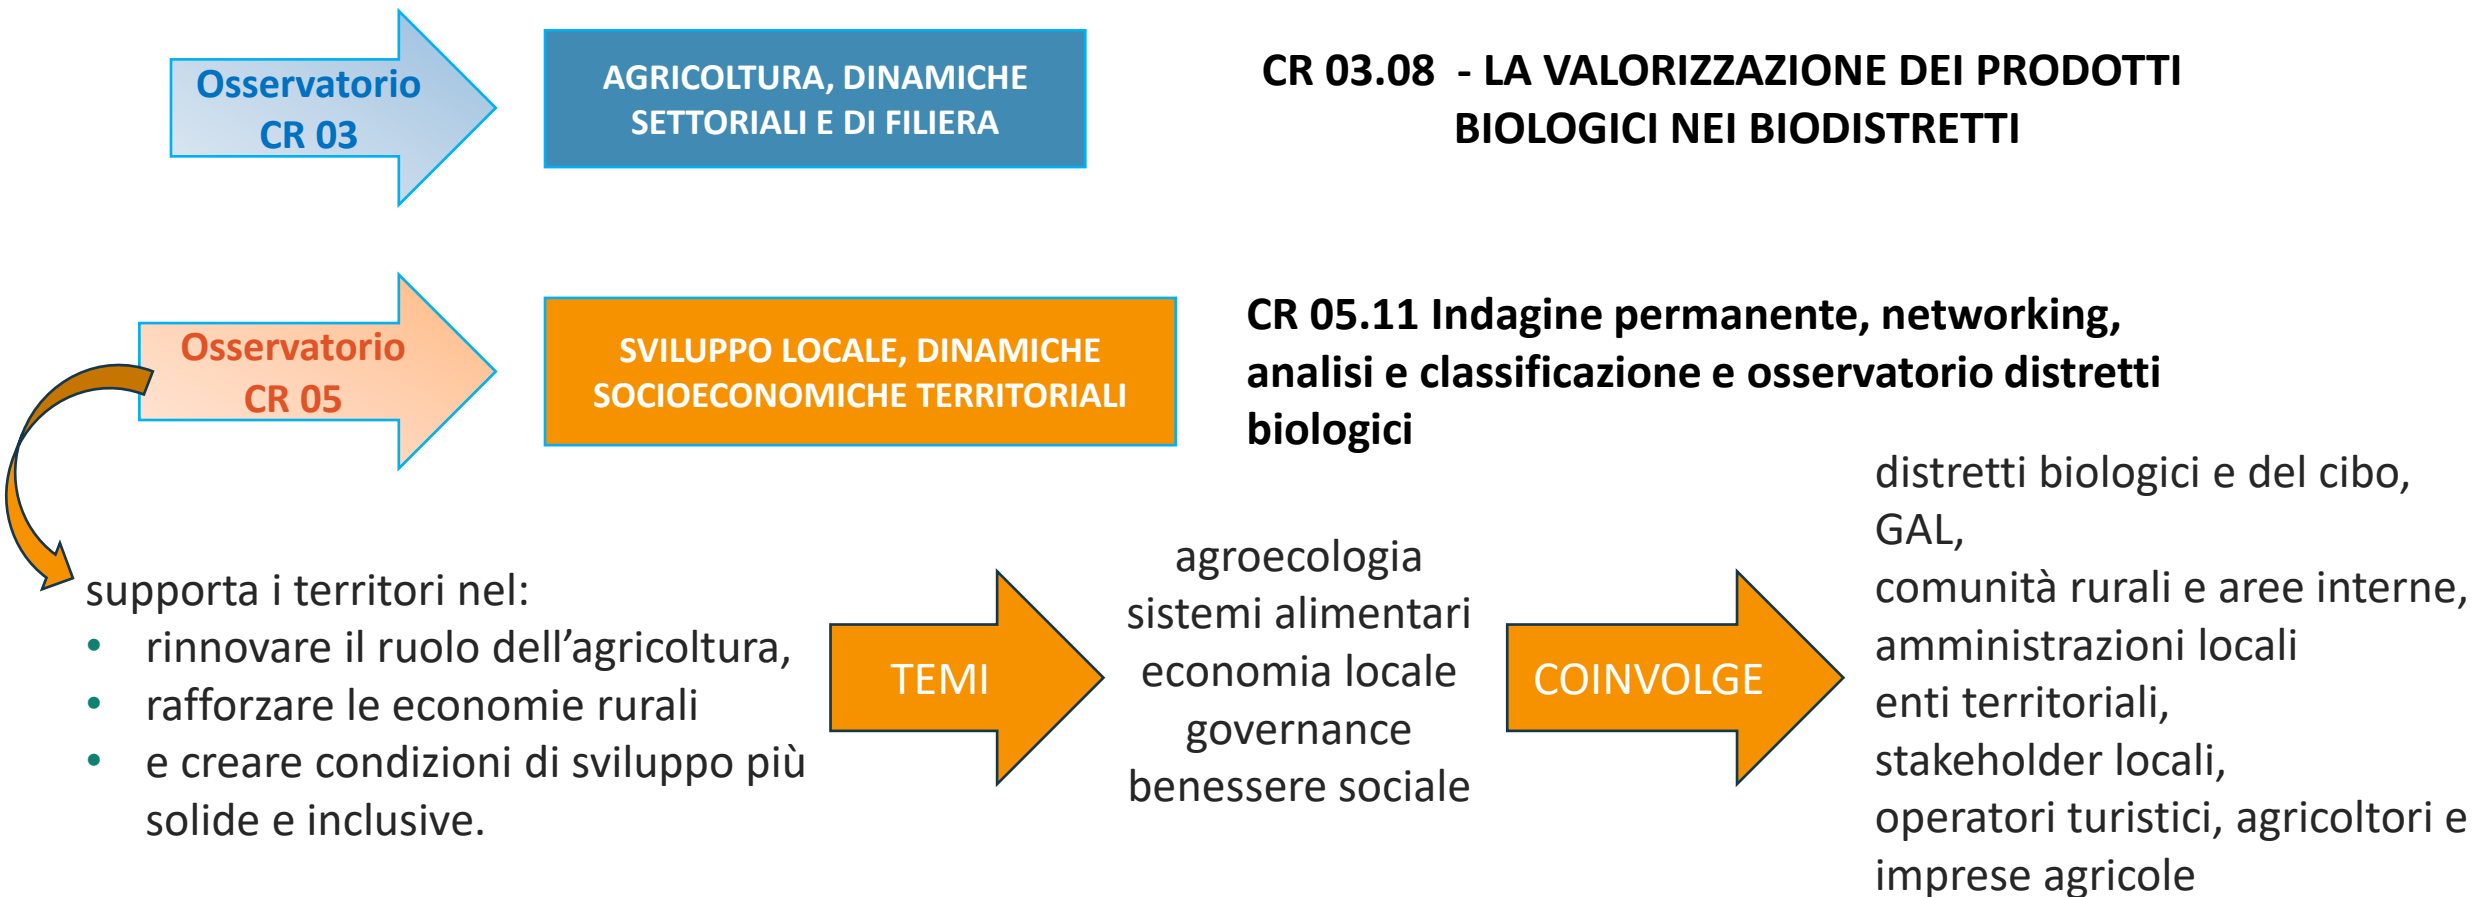 Osservatorio
CR 03
AGRICOLTURA, DINAMICHE
SETTORIALI E DI FILIERA
CR 03.08  - LA VALORIZZAZIONE DEI PRODOTTI
BIOLOGICI NEI BIODISTRETTI
Osservatorio
CR 05
SVILUPPO LOCALE, DINAMICHE
SOCIOECONOMICHE TERRITORIALI
CR 05.11 Indagine permanente, networking,
analisi e classificazione e osservatorio distretti
biologici
supporta i territori nel:
• rinnovare il ruolo dell’agricoltura,
• rafforzare le economie rurali
• e creare condizioni di sviluppo più
solide e inclusive.
TEMI
agroecologia
sistemi alimentari
economia locale
governance
benessere sociale
COINVOLGE
distretti biologici e del cibo,
GAL,
comunità rurali e aree interne,
amministrazioni locali
enti territoriali,
stakeholder locali,
operatori turistici, agricoltori e
imprese agricole